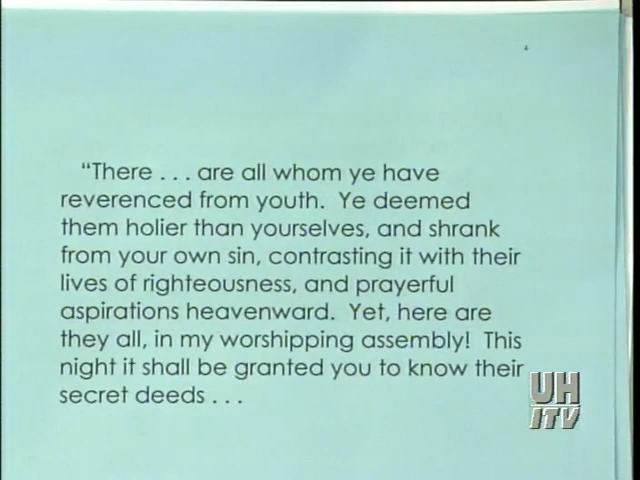 “There . . . are all whom ye have
reverenced from youth.  Ye deemed
them holier than yourselves, and shrank
from your own sin, contrasting it with their
lives of righteousness, and prayerful
aspirations heavenward.  Yet, here are
they all, in my worshipping assembly!  This
night it shall be granted you to know their
secret deeds . . .
UH
ITV